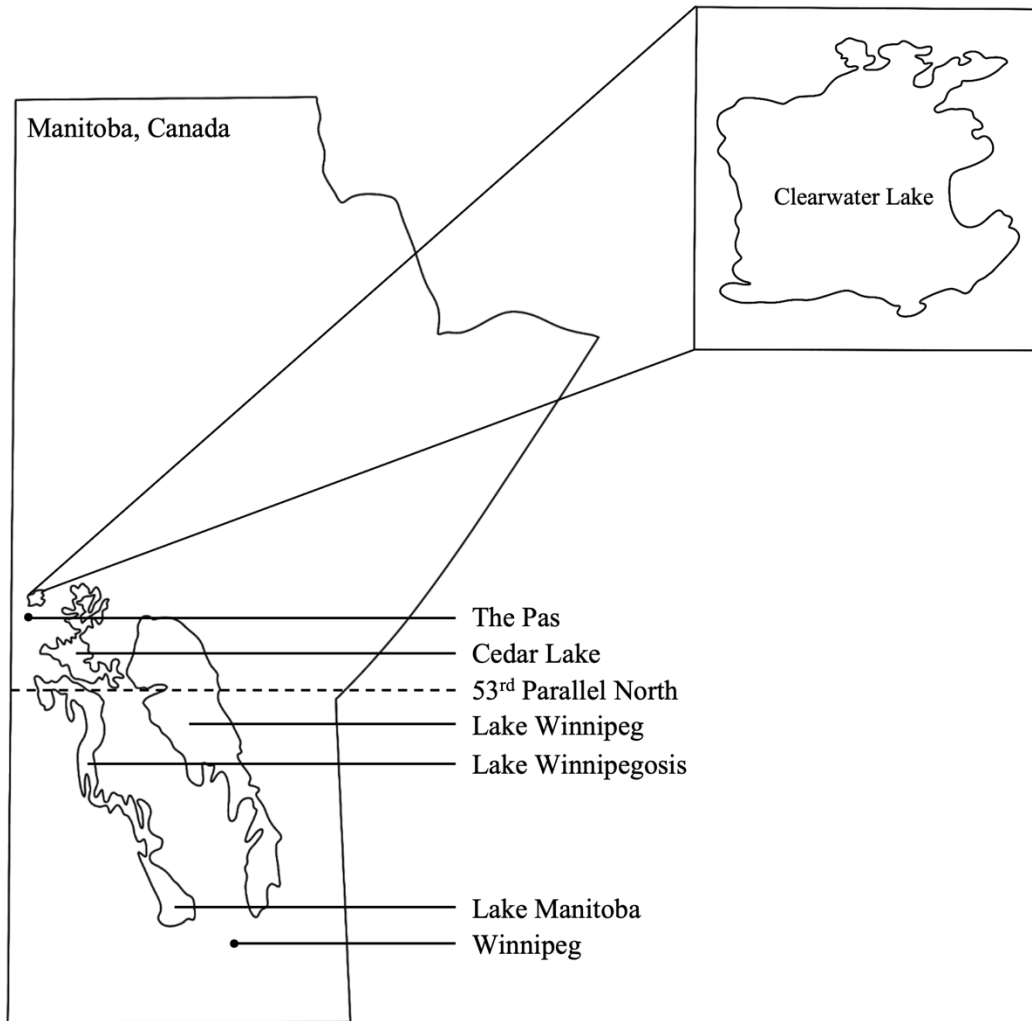 Manitoba, Canada
Clearwater Lake
The Pas
Cedar Lake
53rd Parallel North
Lake Winnipeg
Lake Winnipegosis
Lake Manitoba
Winnipeg